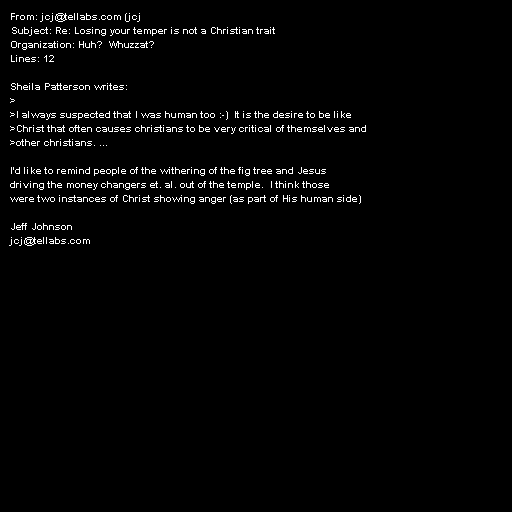 From: jcj@tellabs.com (jcj
Subject: Re: Losing your temper is not a Christian trait
Organization: Huh?  Whuzzat?
Lines: 12

Sheila Patterson writes:
>
>I always suspected that I was human too :-)  It is the desire to be like
>Christ that often causes christians to be very critical of themselves and
>other christians. ...

I'd like to remind people of the withering of the fig tree and Jesus
driving the money changers et. al. out of the temple.  I think those
were two instances of Christ showing anger (as part of His human side)

Jeff Johnson
jcj@tellabs.com